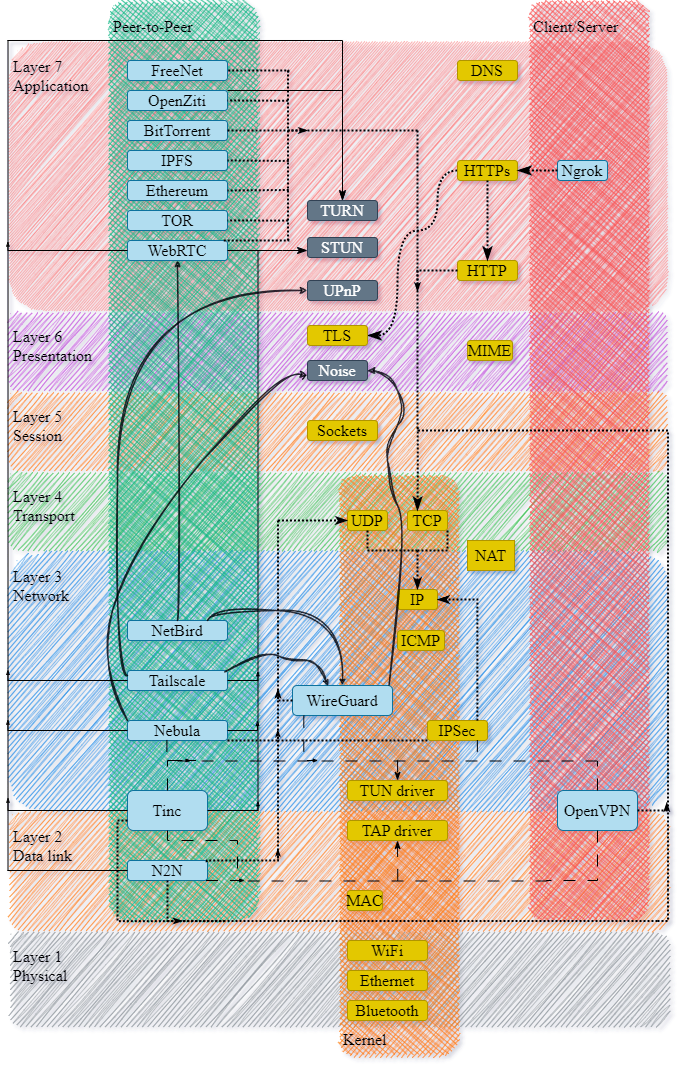 Peer-to-Peer
Client/Server
Layer 7
Application
FreeNet
DNS
OpenZiti
BitTorrent
IPFS
HTTPs
Ngrok
Ethereum
TURN
TOR
STUN
WebRTC
HTTP
UPnP
Layer 6
Presentation
TLS
MIME
Noise
Layer 5
Session
Sockets
Layer 4
Transport
UDP
TCP
NAT
Layer 3
Network
IP
NetBird
ICMP
Tailscale
WireGuard
Nebula
IPSec
TUN driver
Tinc
OpenVPN
Layer 2
Data link
TAP driver
N2N
MAC
Layer 1
Physical
WiFi
Ethernet
Bluetooth
Kernel